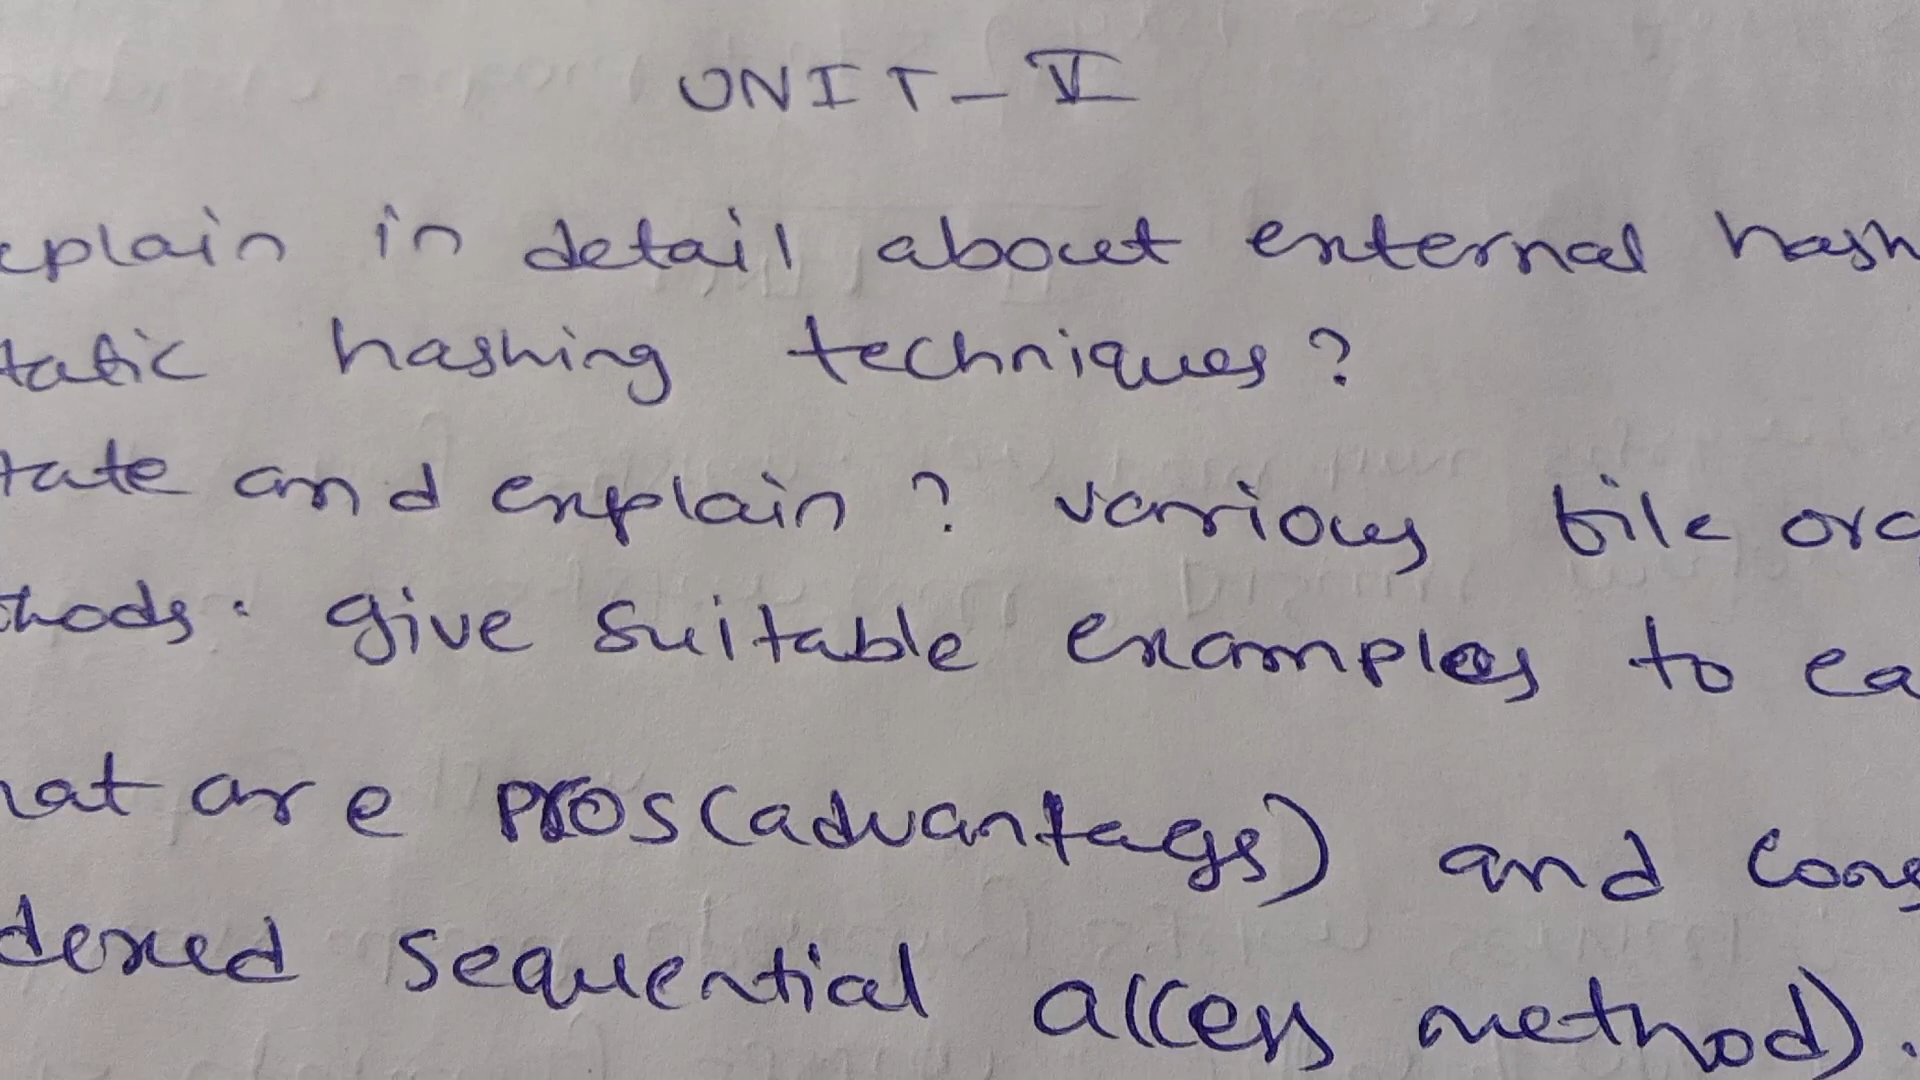 UNIT-V
xplain in detail about external hash
tatic hashing techniques?
tate and explain? various file org
thods. give suitable examples to ea
hat are pros(advantags) and cons
dexed sequential access method).